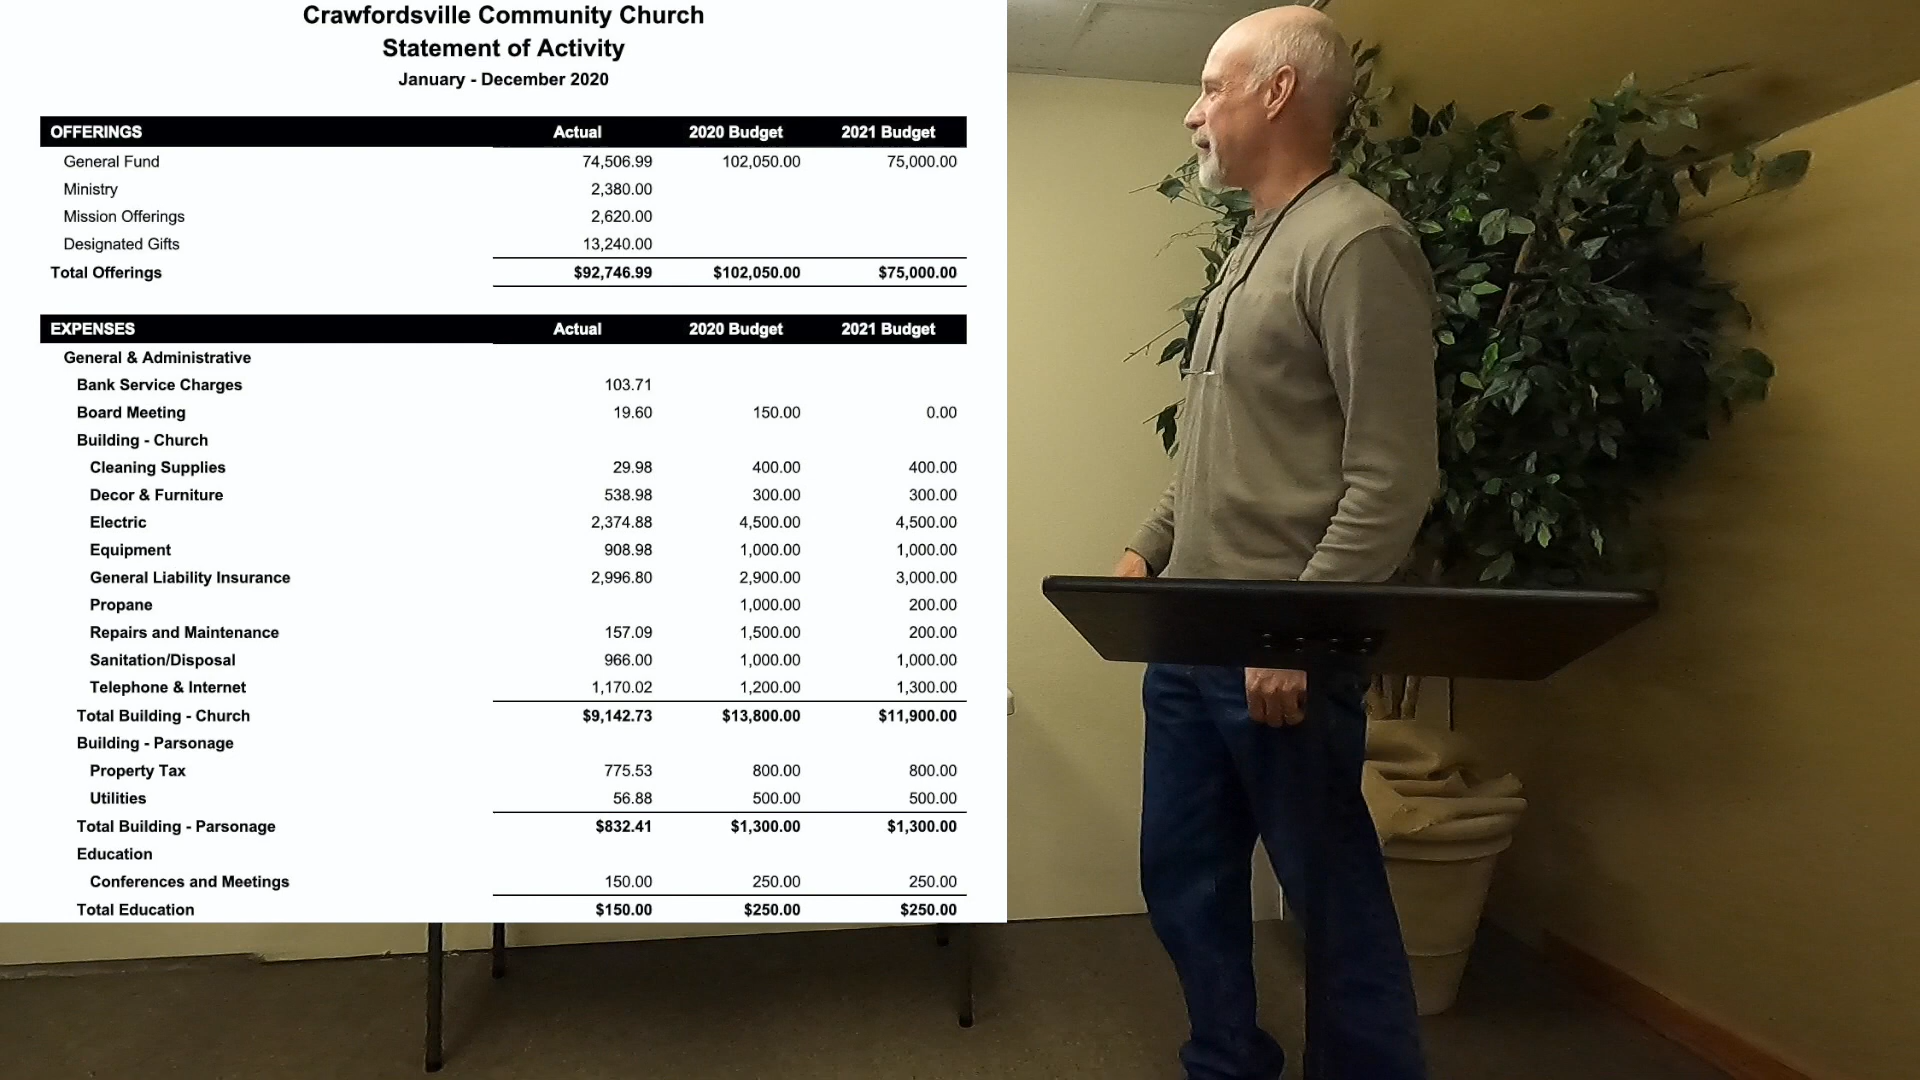 Crawfordsville Community Church
Statement of Activity
January - December 2020
OFFERINGS Actual 2020 Budget 2021 Budget
General Fund 74,506.99 102,050.00 75,000.00
Ministry 2,380.00
Mission Offerings 2,620.00
Designated Gifts 13,240.00
Total Offerings $92,746.99 $102,050.00 $75,000.00
EXPENSES Actual 2020 Budget 2021 Budget
General & Administrative
Bank Service Charges 103.71
Board Meeting 19.60 150.00 0.00
Building - Church
Cleaning Supplies 29.98 400.00 400.00
Decor & Furniture 538.98 300.00 300.00
Electric 2,374.88 4,500.00 4,500.00
Equipment 908.98 1,000.00 1,000.00
General Liability Insurance 2,996.80 2,900.00 3,000.00
Propane 1,000.00 200.00
Repairs and Maintenance 157.09 1,500.00 200.00
Sanitation/Disposal 966.00 1,000.00 1,000.00
Telephone & Internet 1,170.02 1,200.00 1,300.00
Total Building - Church $9,142.73 $13,800.00 $11,900.00
Building - Parsonage
Property Tax 775.53 800.00 800.00
Utilities 56.88 500.00 500.00
Total Building - Parsonage $832.41 $1,300.00 $1,300.00
Education
Conferences and Meetings 150.00 250.00 250.00
Total Education $150.00 $250.00 $250.00